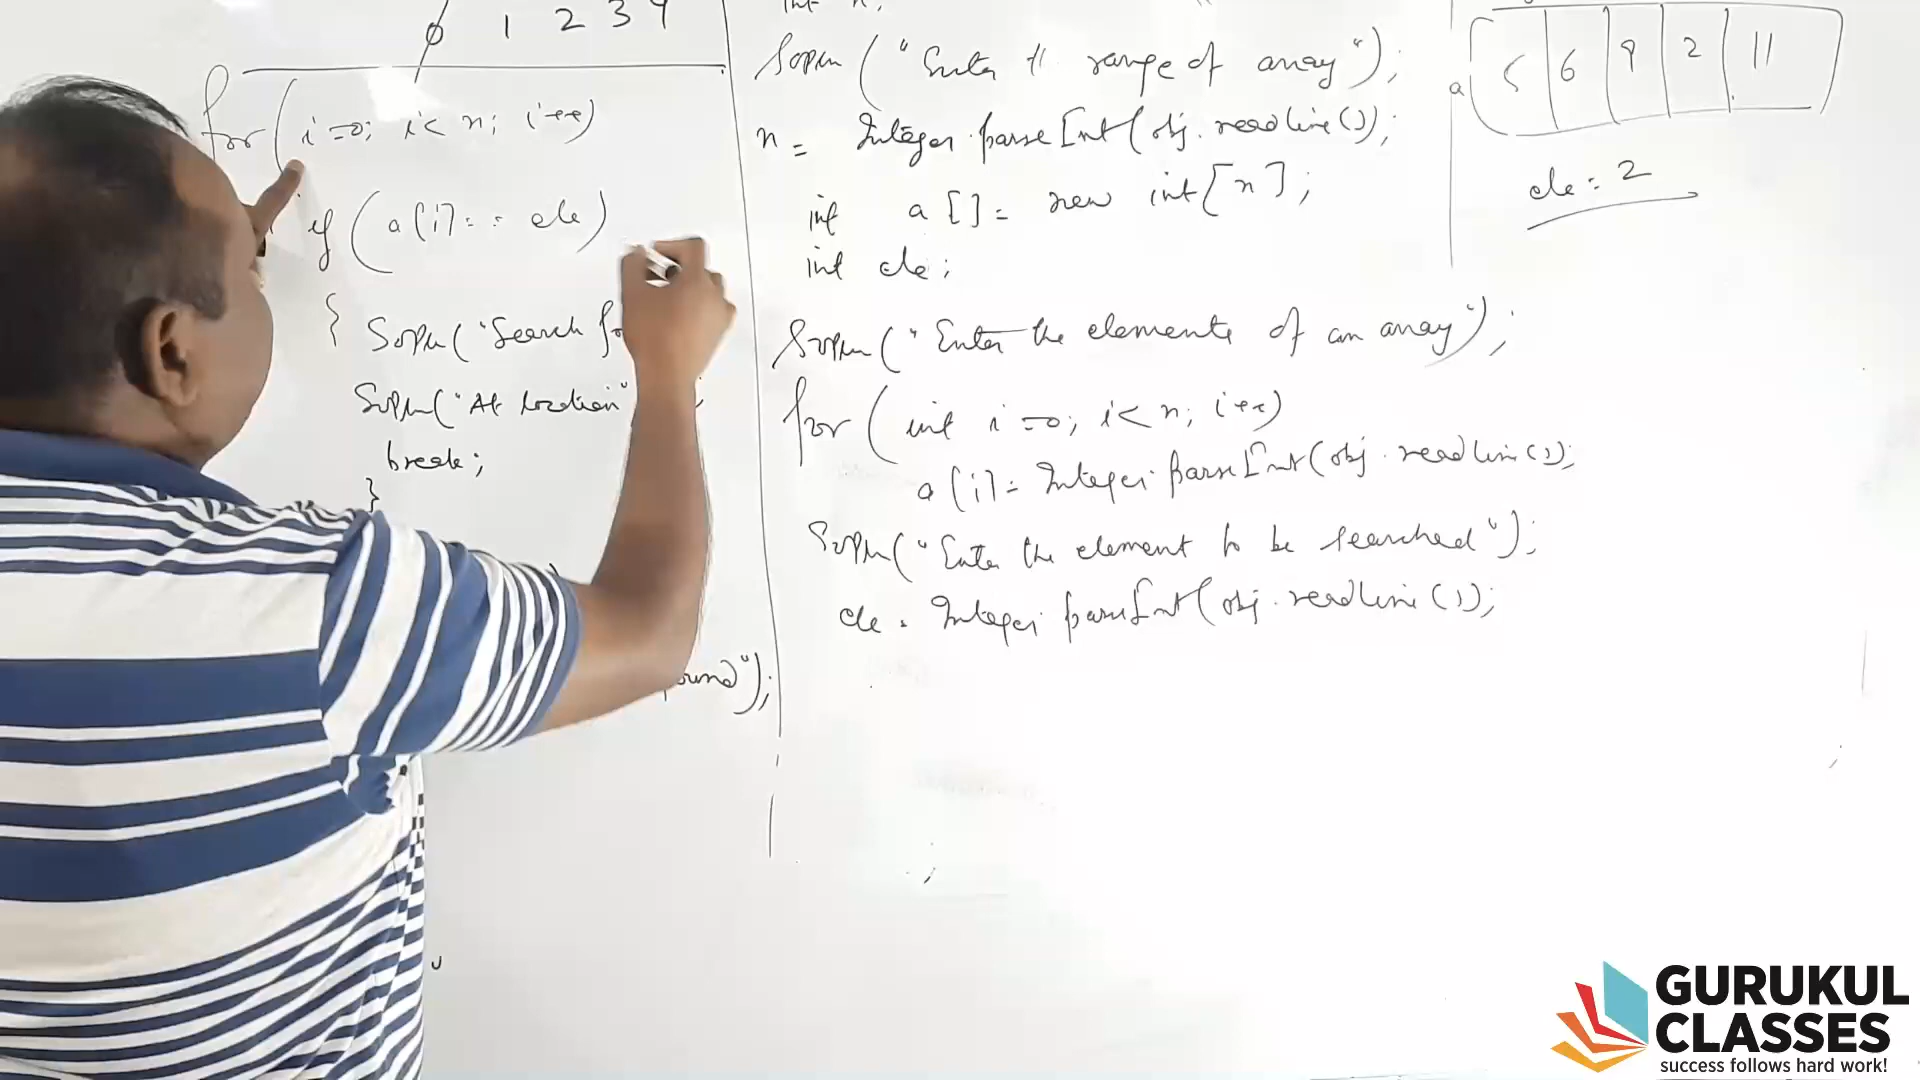 0 1 2 3 4
for (i=0; i< n; i++)
if (a[i] == ele)
{ Sopln("Search
Sopln("At location"
break;
}
ound");
int n;
Sopln ("Enter range of array");
n = Integer.parseInt(obj.readLine());
int a[] = new int[n];
int ele;
Sopln("Enter the elements of an array");
for (int i=0; i< n; i++)
a[i] = Integer.parseInt(obj.readLine());
Sopln("Enter the element to be searched");
ele = Integer.parseInt(obj.readLine());
a 5 6 9 2 11
ele = 2
GURUKUL
CLASSES
success follows hard work!